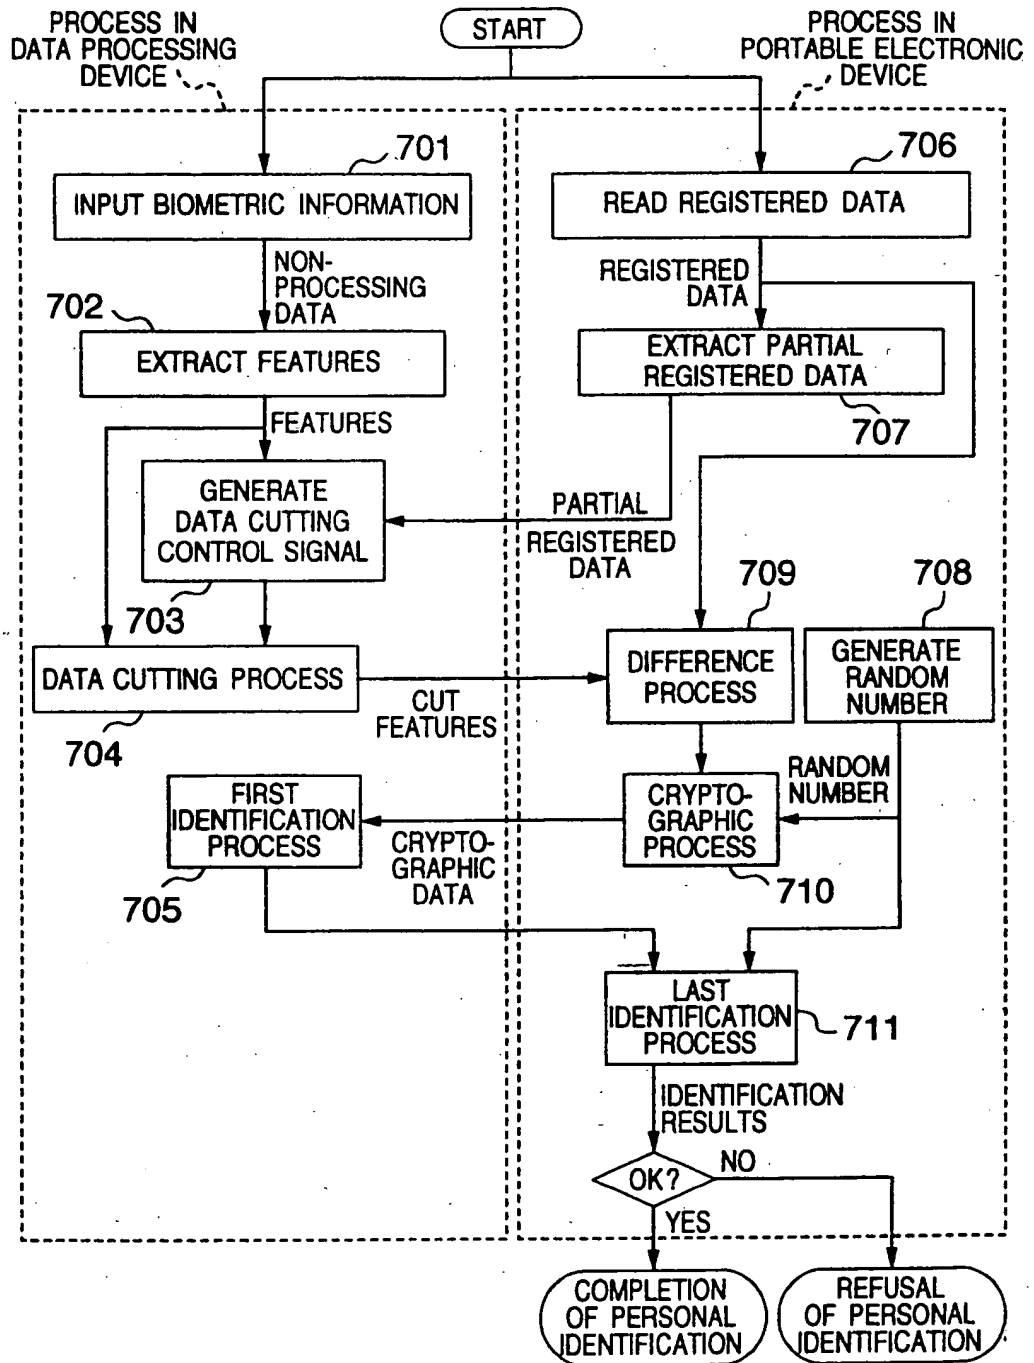 PROCESS IN
DATA PROCESSING
DEVICE
START
PROCESS IN
PORTABLE ELECTRONIC
DEVICE
701
INPUT BIOMETRIC INFORMATION
706
READ REGISTERED DATA
NON-
PROCESSING
DATA
REGISTERED
DATA
702
EXTRACT FEATURES
EXTRACT PARTIAL
REGISTERED DATA
707
FEATURES
GENERATE
DATA CUTTING
CONTROL SIGNAL
703
PARTIAL
REGISTERED
DATA
709
708
DATA CUTTING PROCESS
704
CUT
FEATURES
DIFFERENCE
PROCESS
GENERATE
RANDOM
NUMBER
FIRST
IDENTIFICATION
PROCESS
705
CRYPTO-
GRAPHIC
DATA
CRYPTO-
GRAPHIC
PROCESS
710
RANDOM
NUMBER
LAST
IDENTIFICATION
PROCESS
711
IDENTIFICATION
RESULTS
OK?
NO
YES
COMPLETION
OF PERSONAL
IDENTIFICATION
REFUSAL
OF PERSONAL
IDENTIFICATION